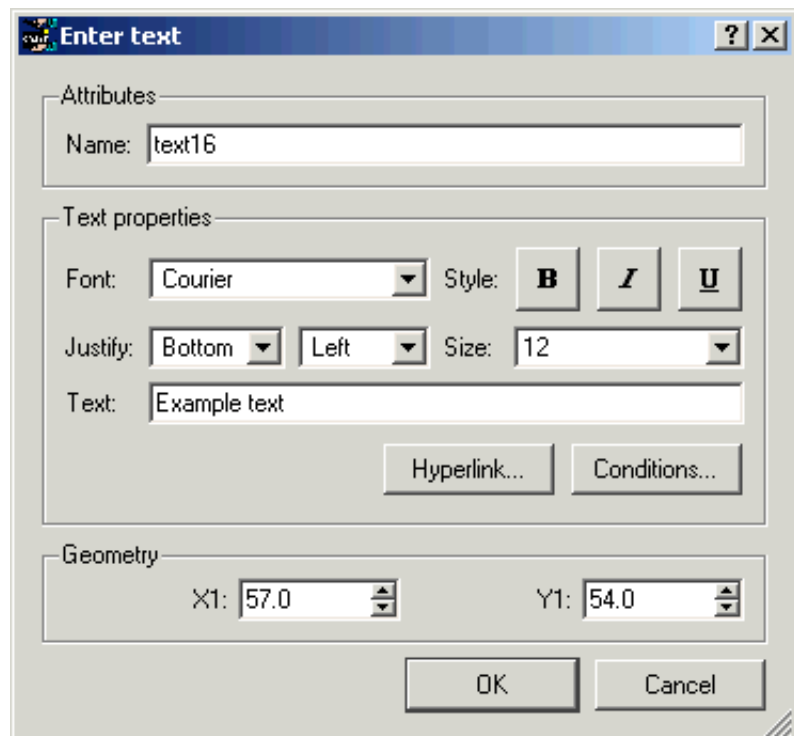 Enter text
Attributes
Name: text16
Text properties
Font: Courier Style: B I U
Justify: Bottom Left Size: 12
Text: Example text
Hyperlink... Conditions...
Geometry
X1: 57.0 Y1: 54.0
OK Cancel